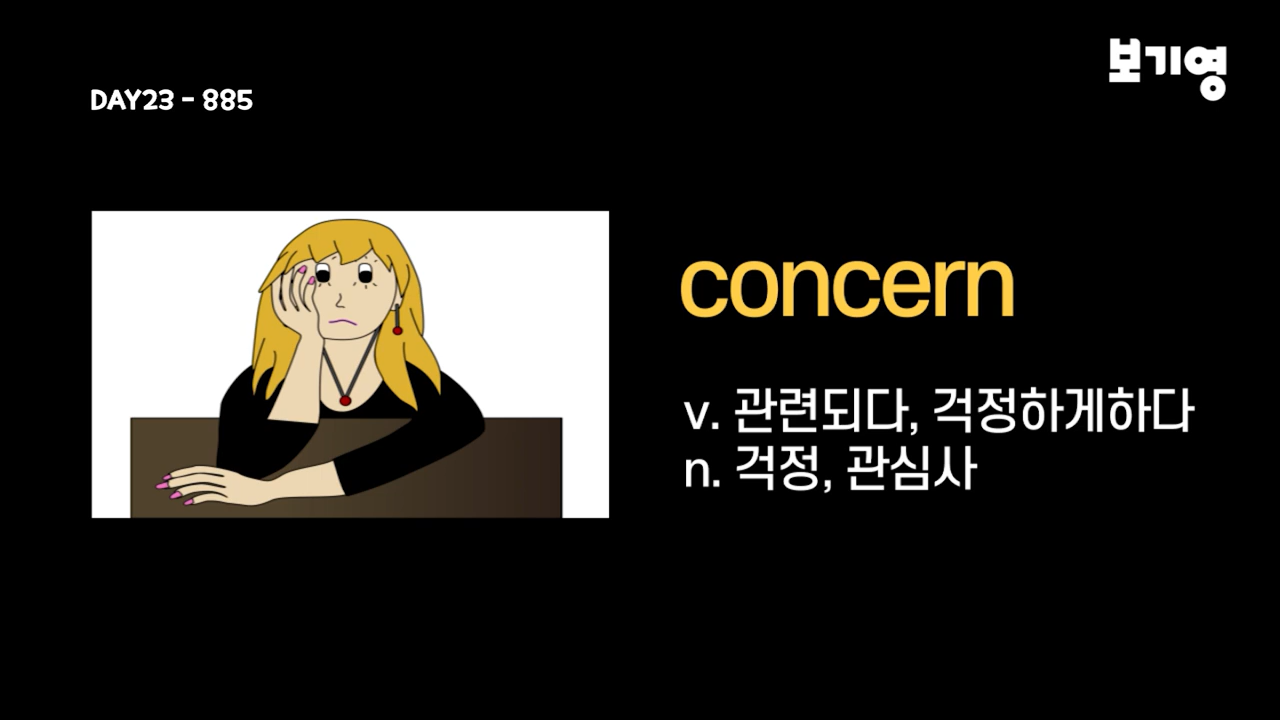 보기영
DAY23 - 885
concern
v. 관련되다, 걱정하게하다
n. 걱정, 관심사